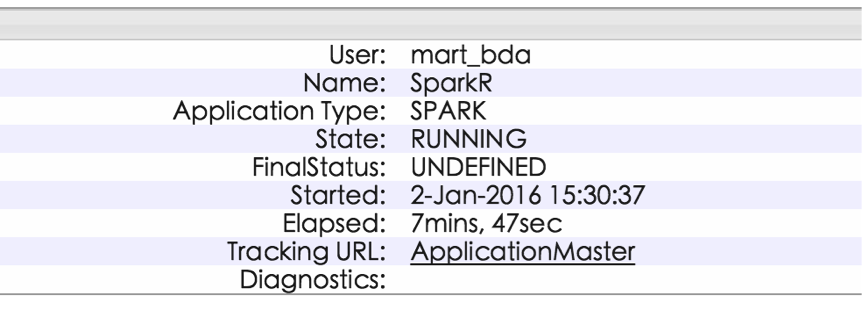 User: mart_bda
Name: SparkR
Application Type: SPARK
State: RUNNING
FinalStatus: UNDEFINED
Started: 2-Jan-2016 15:30:37
Elapsed: 7mins, 47sec
Tracking URL: ApplicationMaster
Diagnostics: